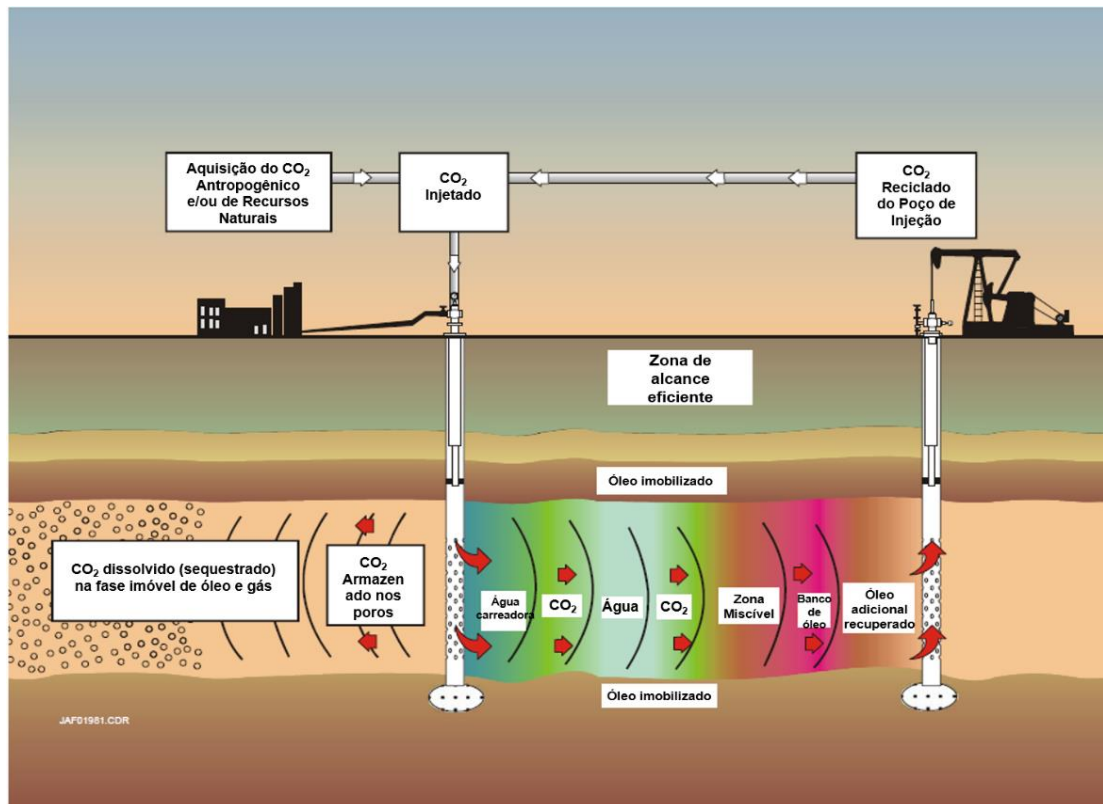 Aquisição do CO2
Antropogênico
e/ou de Recursos
Naturais
CO2
Injetado
CO2
Reciclado
do Poço de
Injeção
Zona de
alcance
eficiente
Óleo imobilizado
CO2 dissolvido (sequestrado)
na fase imóvel de óleo e gás
CO2
Armazen
ado nos
poros
Água
carreadora
CO2
Água
CO2
Zona
Miscível
Banco
de
óleo
Óleo
adicional
recuperado
Óleo imobilizado
JAF01981.CDR